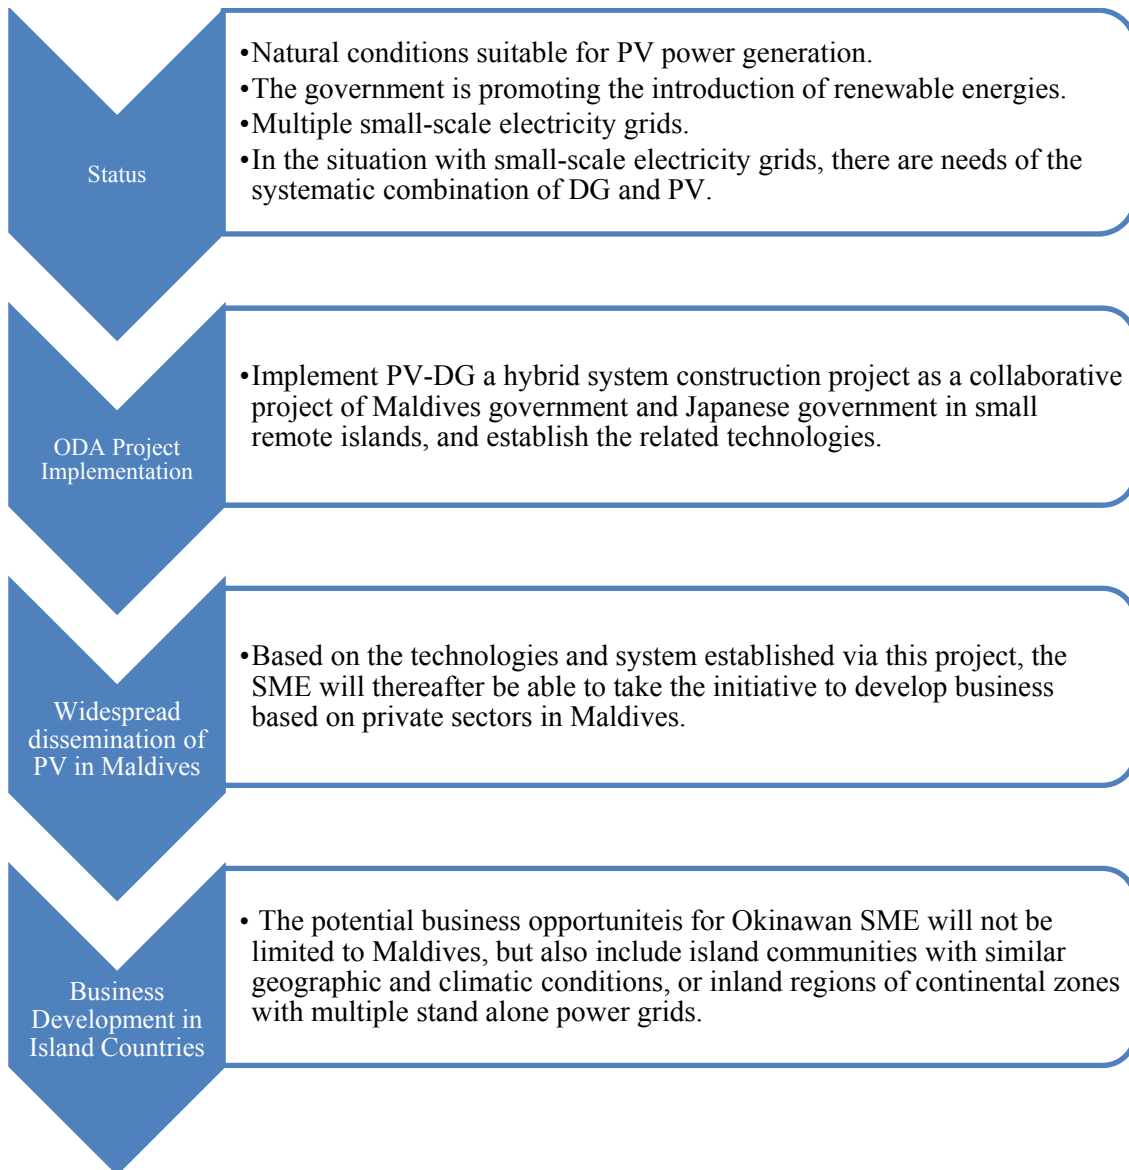 Status
•Natural conditions suitable for PV power generation.
•The government is promoting the introduction of renewable energies.
•Multiple small-scale electricity grids.
•In the situation with small-scale electricity grids, there are needs of the
systematic combination of DG and PV.
ODA Project
Implementation
•Implement PV-DG a hybrid system construction project as a collaborative
project of Maldives government and Japanese government in small
remote islands, and establish the related technologies.
Widespread
dissemination of
PV in Maldives
•Based on the technologies and system established via this project, the
SME will thereafter be able to take the initiative to develop business
based on private sectors in Maldives.
Business
Development in
Island Countries
• The potential business opportuniteis for Okinawan SME will not be
limited to Maldives, but also include island communities with similar
geographic and climatic conditions, or inland regions of continental zones
with multiple stand alone power grids.